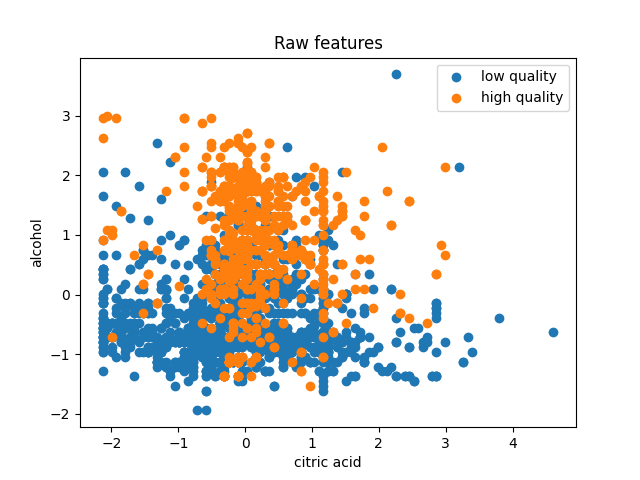 Raw features
low quality
high quality
alcohol
3
2
1
0
−1
−2
−2
−1
0
1
2
3
4
citric acid